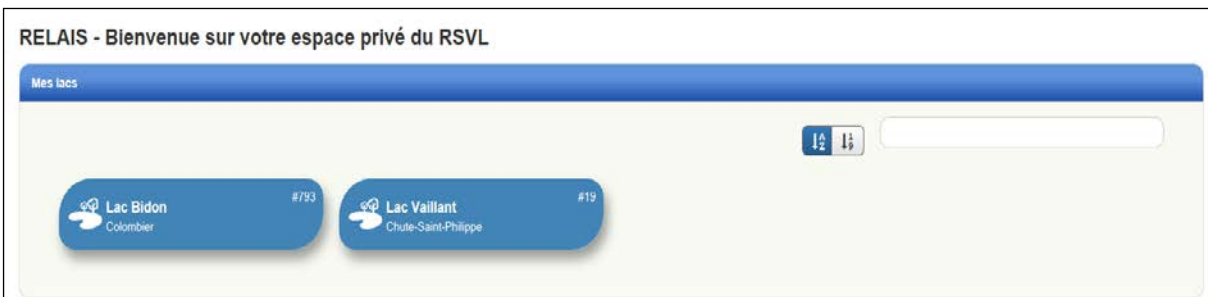 RELAIS - Bienvenue sur votre espace privé du RSVL
Mes lacs
#793
Lac Bidon
Colombier
#19
Lac Vaillant
Chute-Saint-Philippe